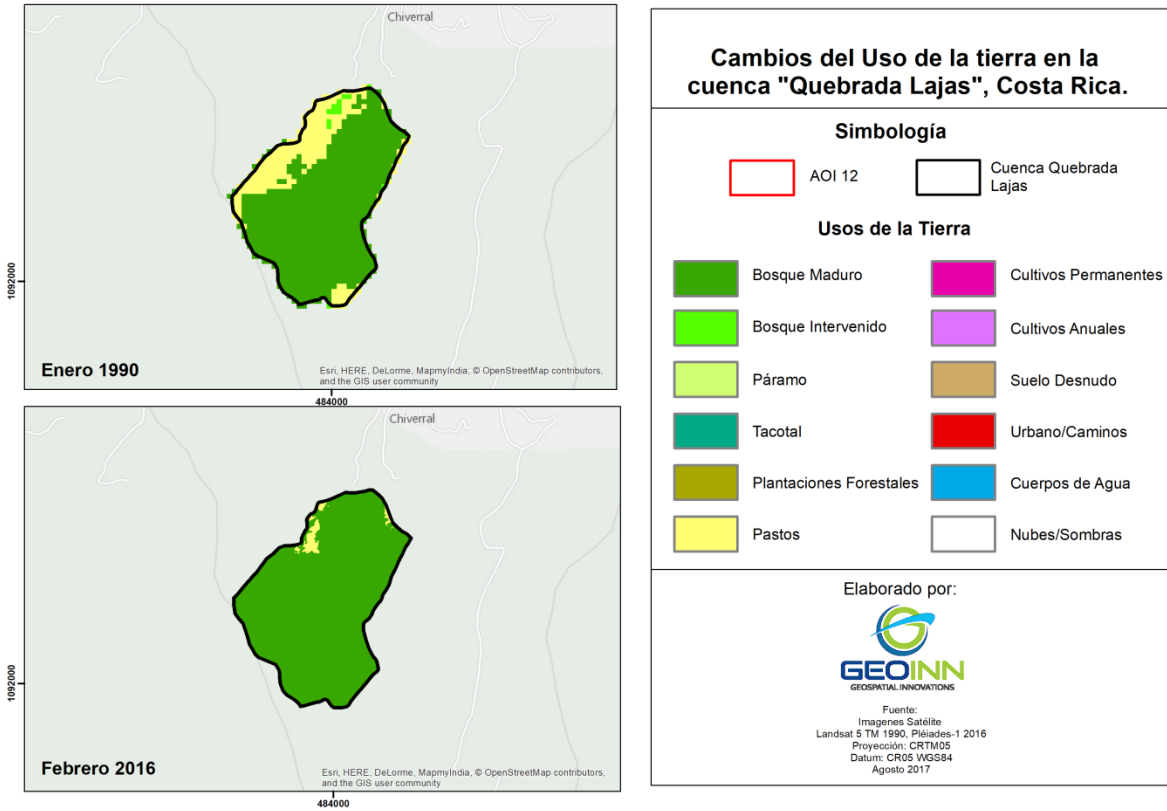 Chiverral
1092000
Enero 1990
Esri, HERE, DeLorme, MapmyIndia, © OpenStreetMap contributors,
and the GIS user community
484000
Chiverral
1092000
Febrero 2016
Esri, HERE, DeLorme, MapmyIndia, © OpenStreetMap contributors,
and the GIS user community
484000
Cambios del Uso de la tierra en la
cuenca "Quebrada Lajas", Costa Rica.
Simbología
AOI 12
Cuenca Quebrada
Lajas
Usos de la Tierra
Bosque Maduro
Bosque Intervenido
Páramo
Tacotal
Plantaciones Forestales
Pastos
Cultivos Permanentes
Cultivos Anuales
Suelo Desnudo
Urbano/Caminos
Cuerpos de Agua
Nubes/Sombras
Elaborado por:
GEOINN
GEOSPATIAL INNOVATIONS
Fuente:
Imagenes Satélite
Landsat 5 TM 1990, Pléiades-1 2016
Proyección: CRTM05
Datum: CR05 WGS84
Agosto 2017